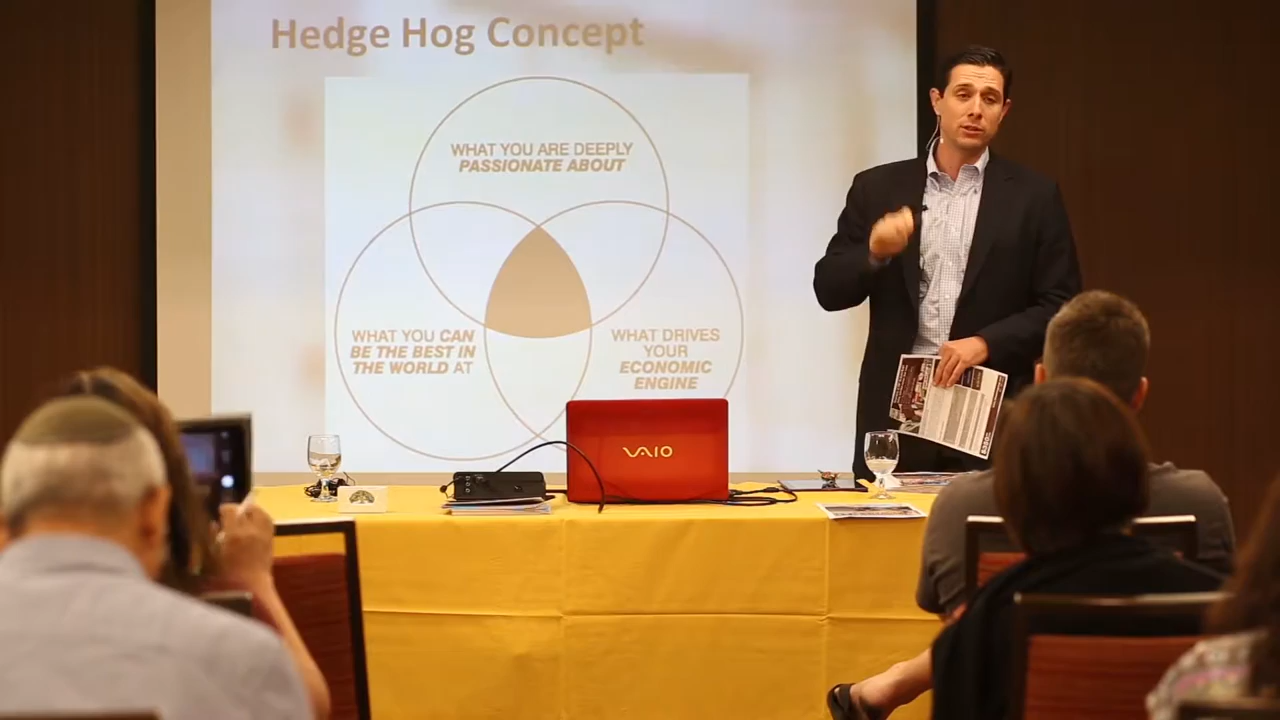 Hedge Hog Concept
WHAT YOU ARE DEEPLY
PASSIONATE ABOUT
WHAT YOU CAN
BE THE BEST IN
THE WORLD AT
WHAT DRIVES
YOUR
ECONOMIC
ENGINE
VAIO